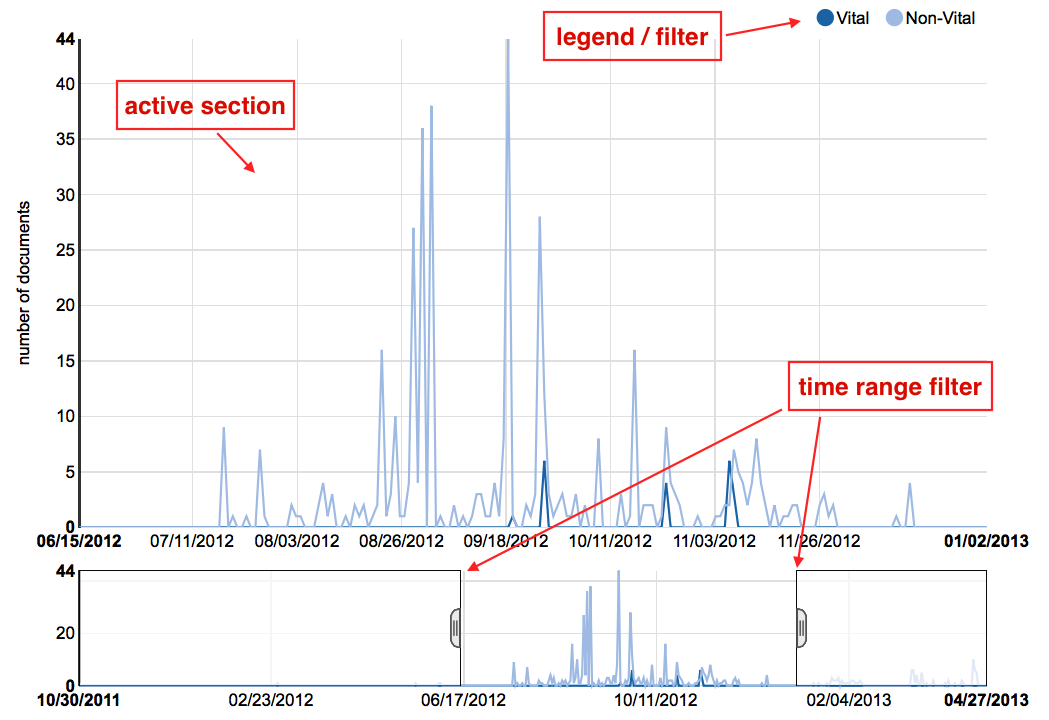 legend / filter
Vital Non-Vital
active section
number of documents
44
40
35
30
25
20
15
10
5
0
06/15/2012 07/11/2012 08/03/2012 08/26/2012 09/18/2012 10/11/2012 11/03/2012 11/26/2012 01/02/2013
time range filter
44
20
0
10/30/2011 02/23/2012 06/17/2012 10/11/2012 02/04/2013 04/27/2013